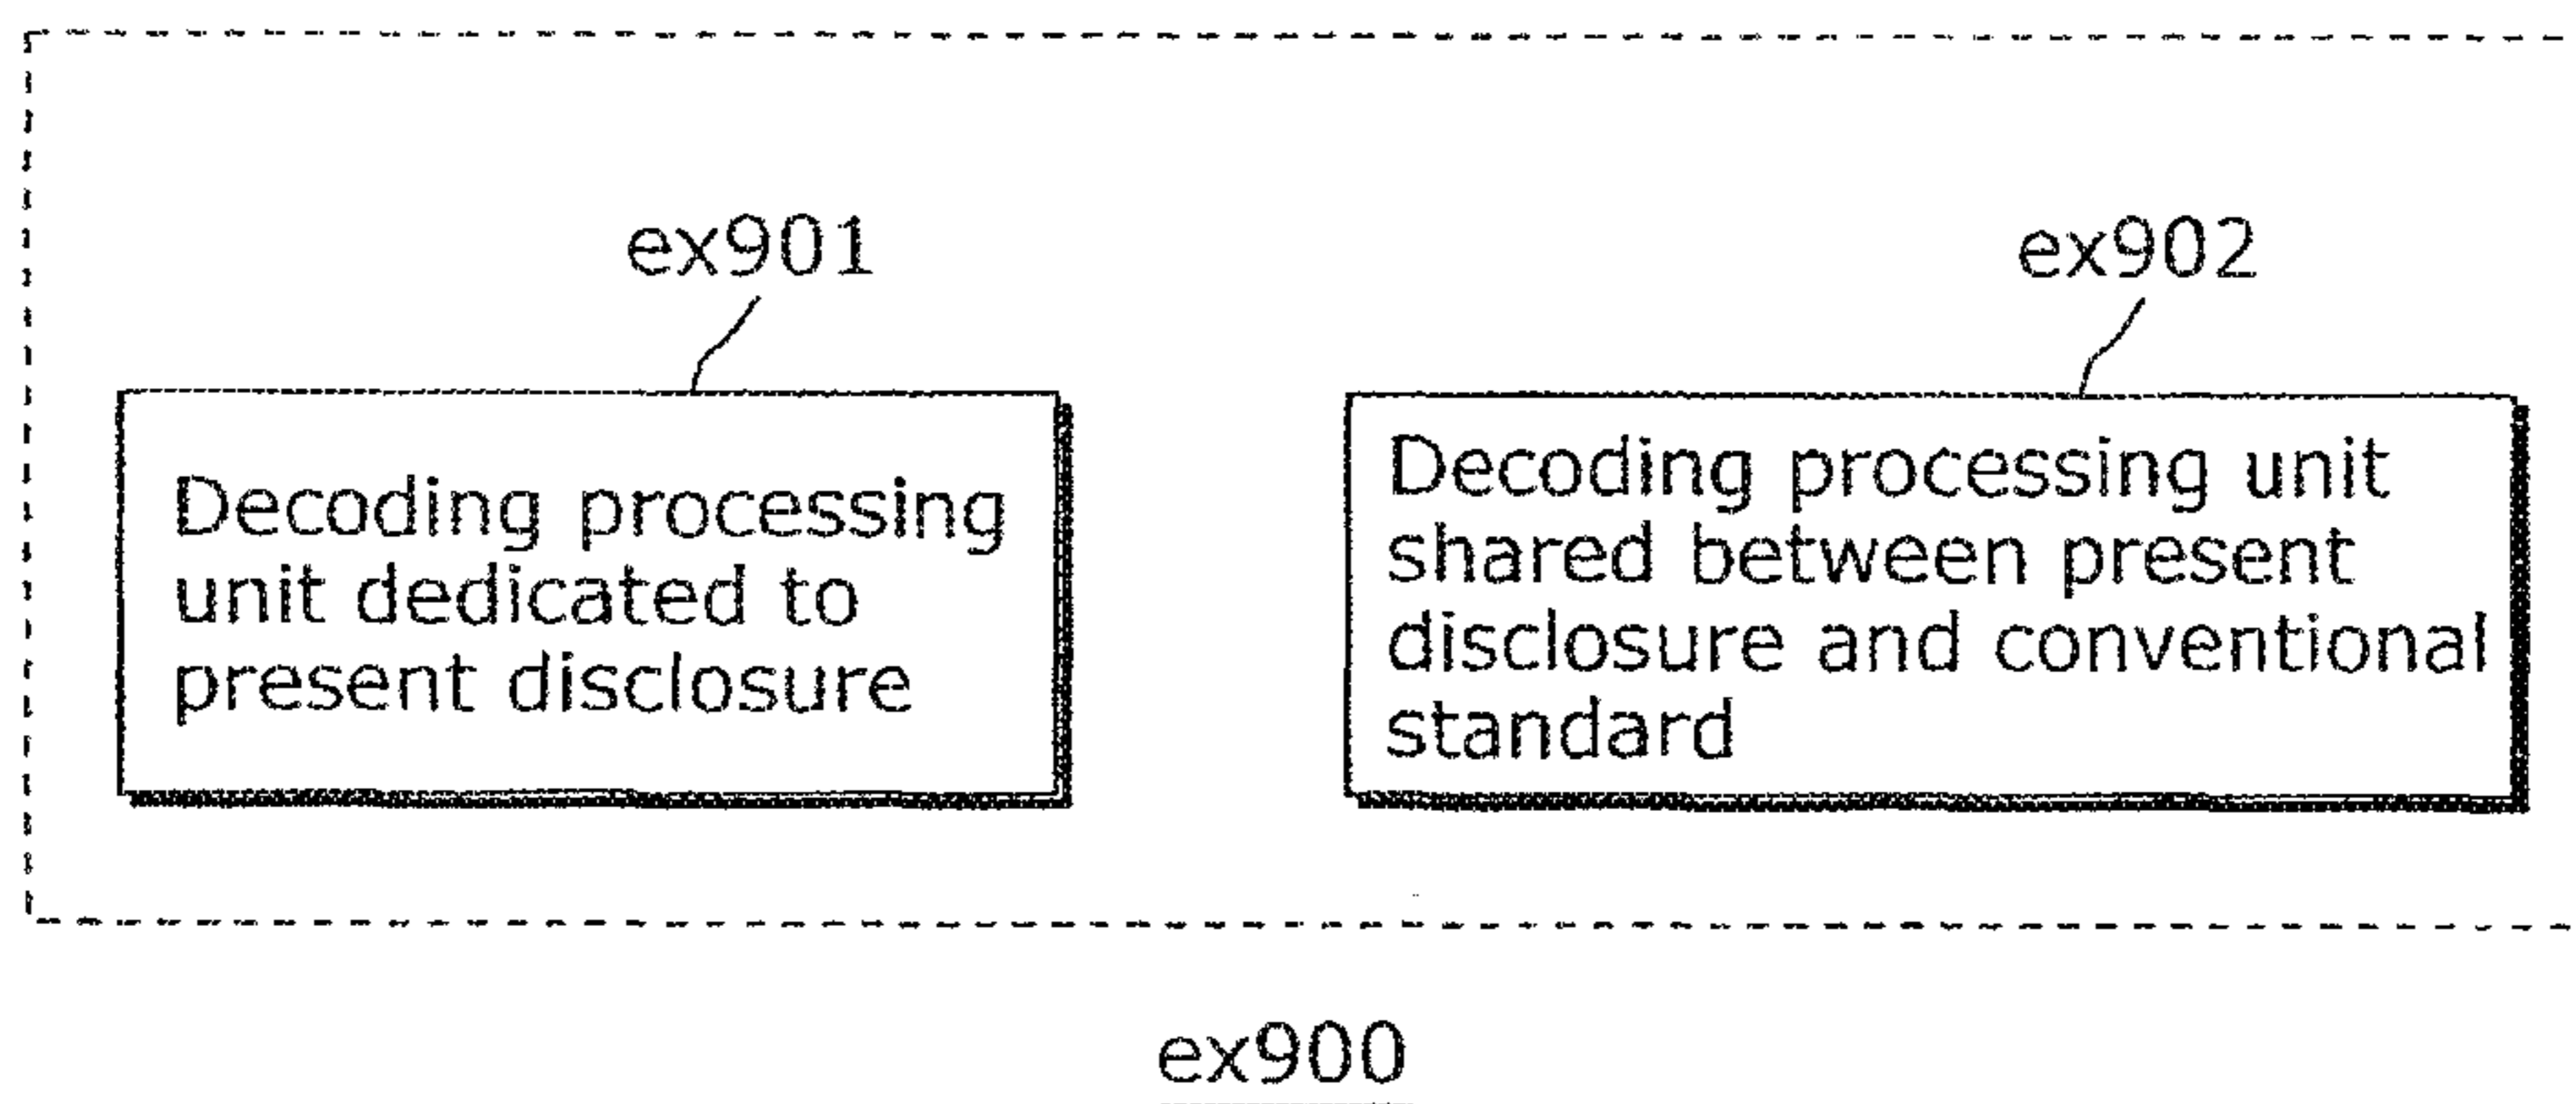 ex901
ex902
Decoding processing
unit dedicated to
present disclosure
Decoding processing unit
shared between present
disclosure and conventional
standard
ex900